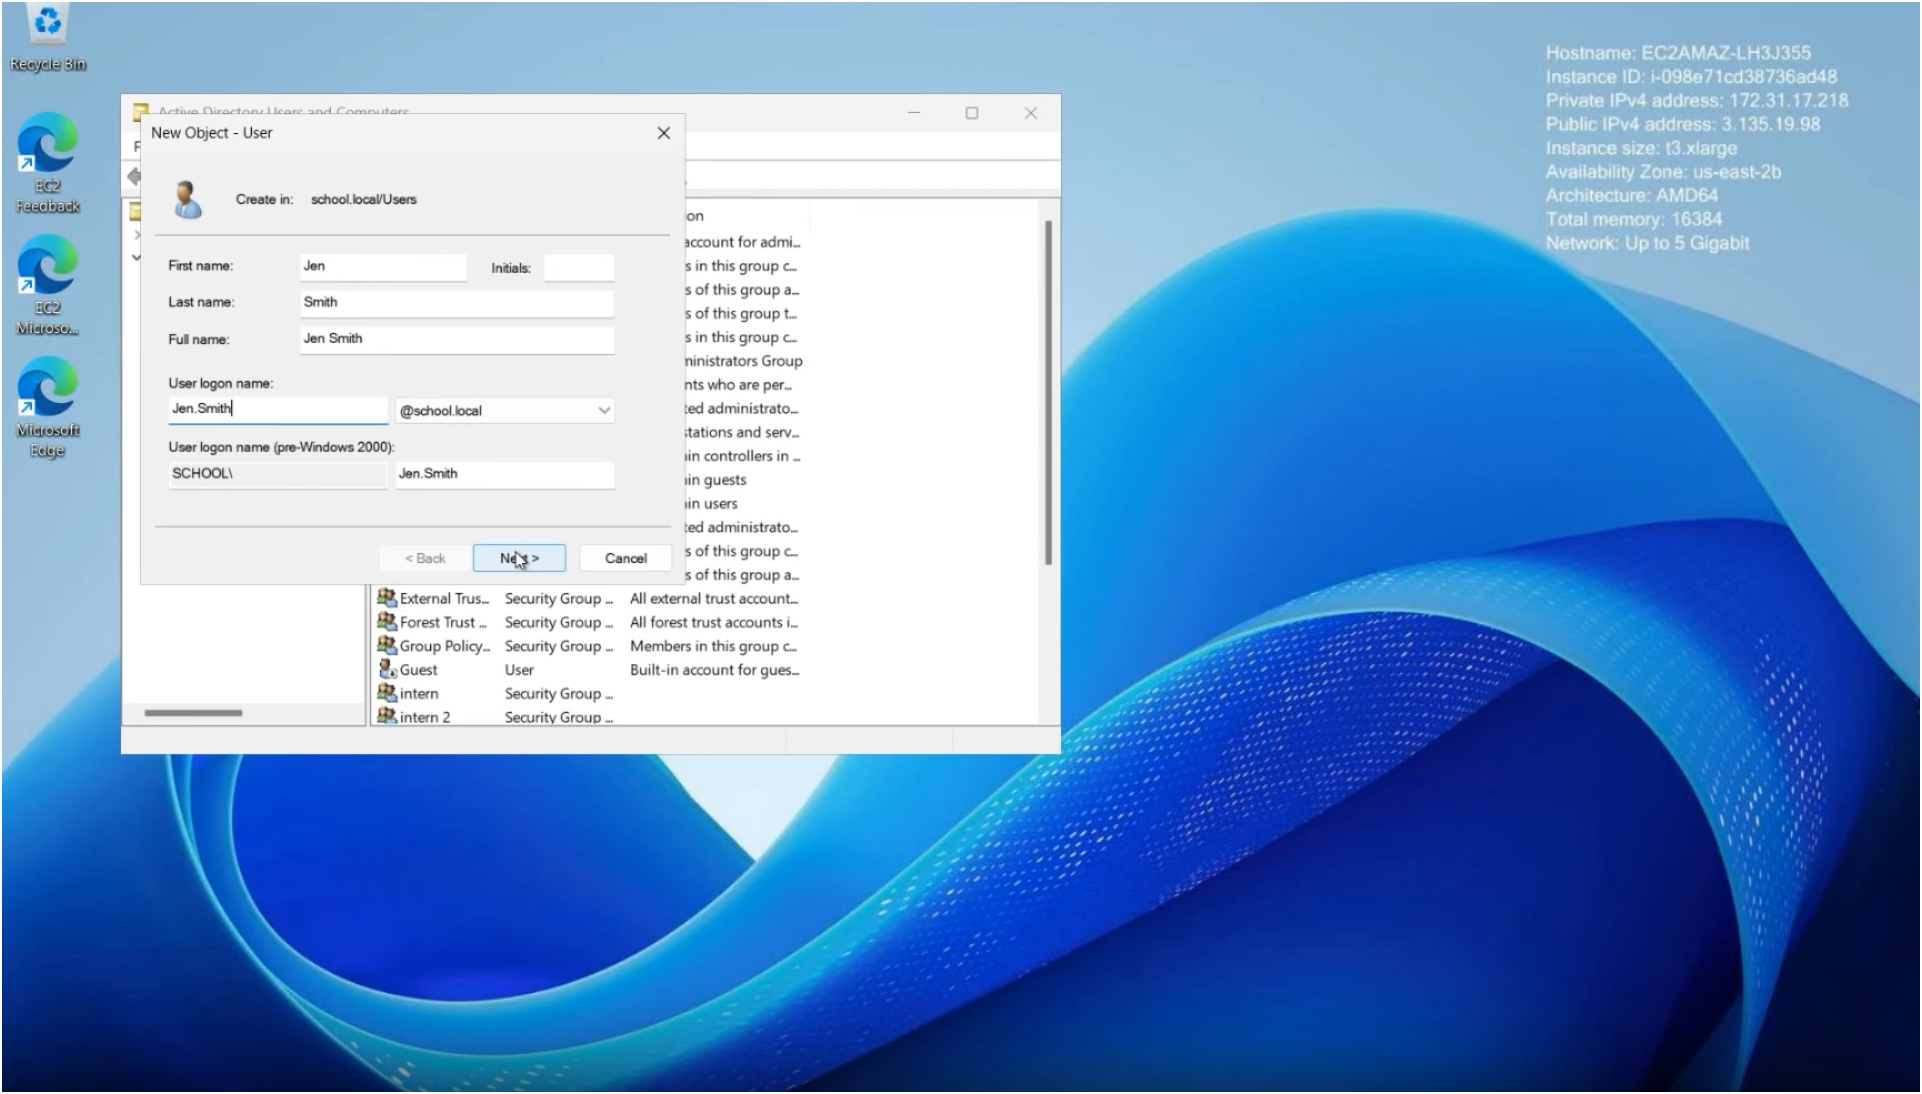 Recycle Bin
EC2
Feedback
EC2
Microso...
Microsoft
Edge
Hostname: EC2AMAZ-LH3J355
Instance ID: i-098e71cd38736ad48
Private IPv4 address: 172.31.17.218
Public IPv4 address: 3.135.19.98
Instance size: t3.xlarge
Availability Zone: us-east-2b
Architecture: AMD64
Total memory: 16384
Network: Up to 5 Gigabit
Active Directory Users and Computers
New Object - User
Create in: school.local/Users
First name: Jen Initials:
Last name: Smith
Full name: Jen Smith
User logon name:
Jen.Smith @school.local
User logon name (pre-Windows 2000):
SCHOOL\ Jen.Smith
< Back Next > Cancel
on
account for admi...
s in this group c...
s of this group a...
s of this group t...
s in this group c...
ministrators Group
nts who are per...
ted administrato...
stations and serv...
in controllers in ...
in guests
in users
ted administrato...
s of this group c...
s of this group a...
External Trus... Security Group ... All external trust account...
Forest Trust ... Security Group ... All forest trust accounts i...
Group Policy... Security Group ... Members in this group c...
Guest User Built-in account for gues...
intern Security Group ...
intern 2 Security Group ...